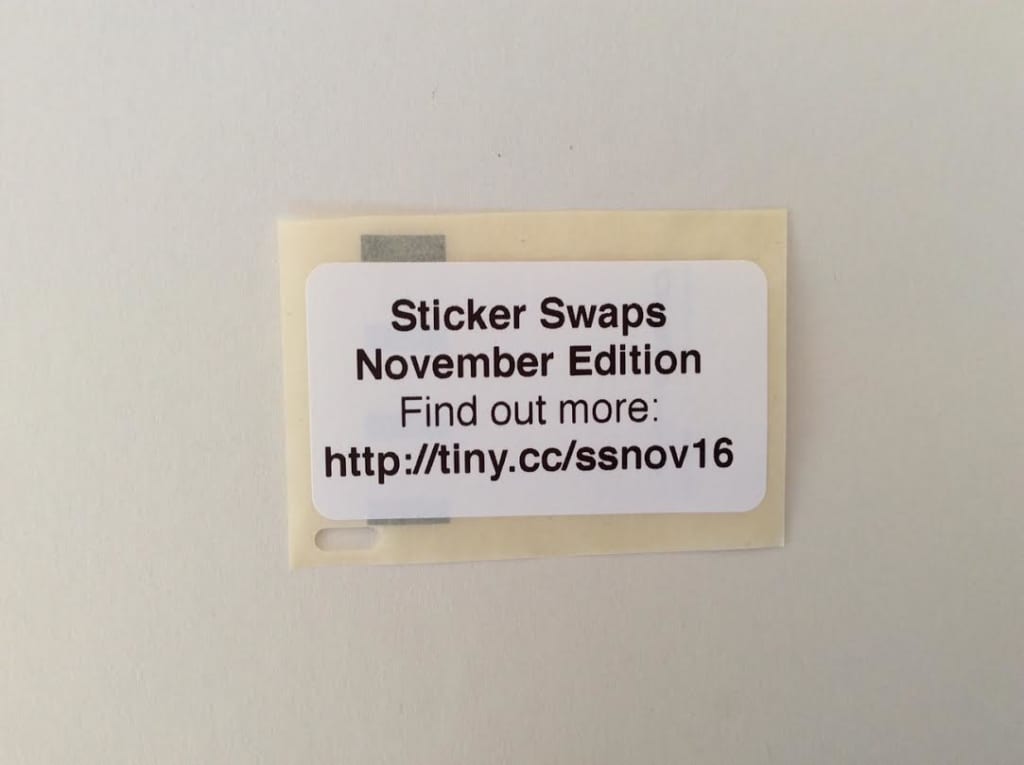 Sticker Swaps
November Edition
Find out more:
http://tiny.cc/ssnov16